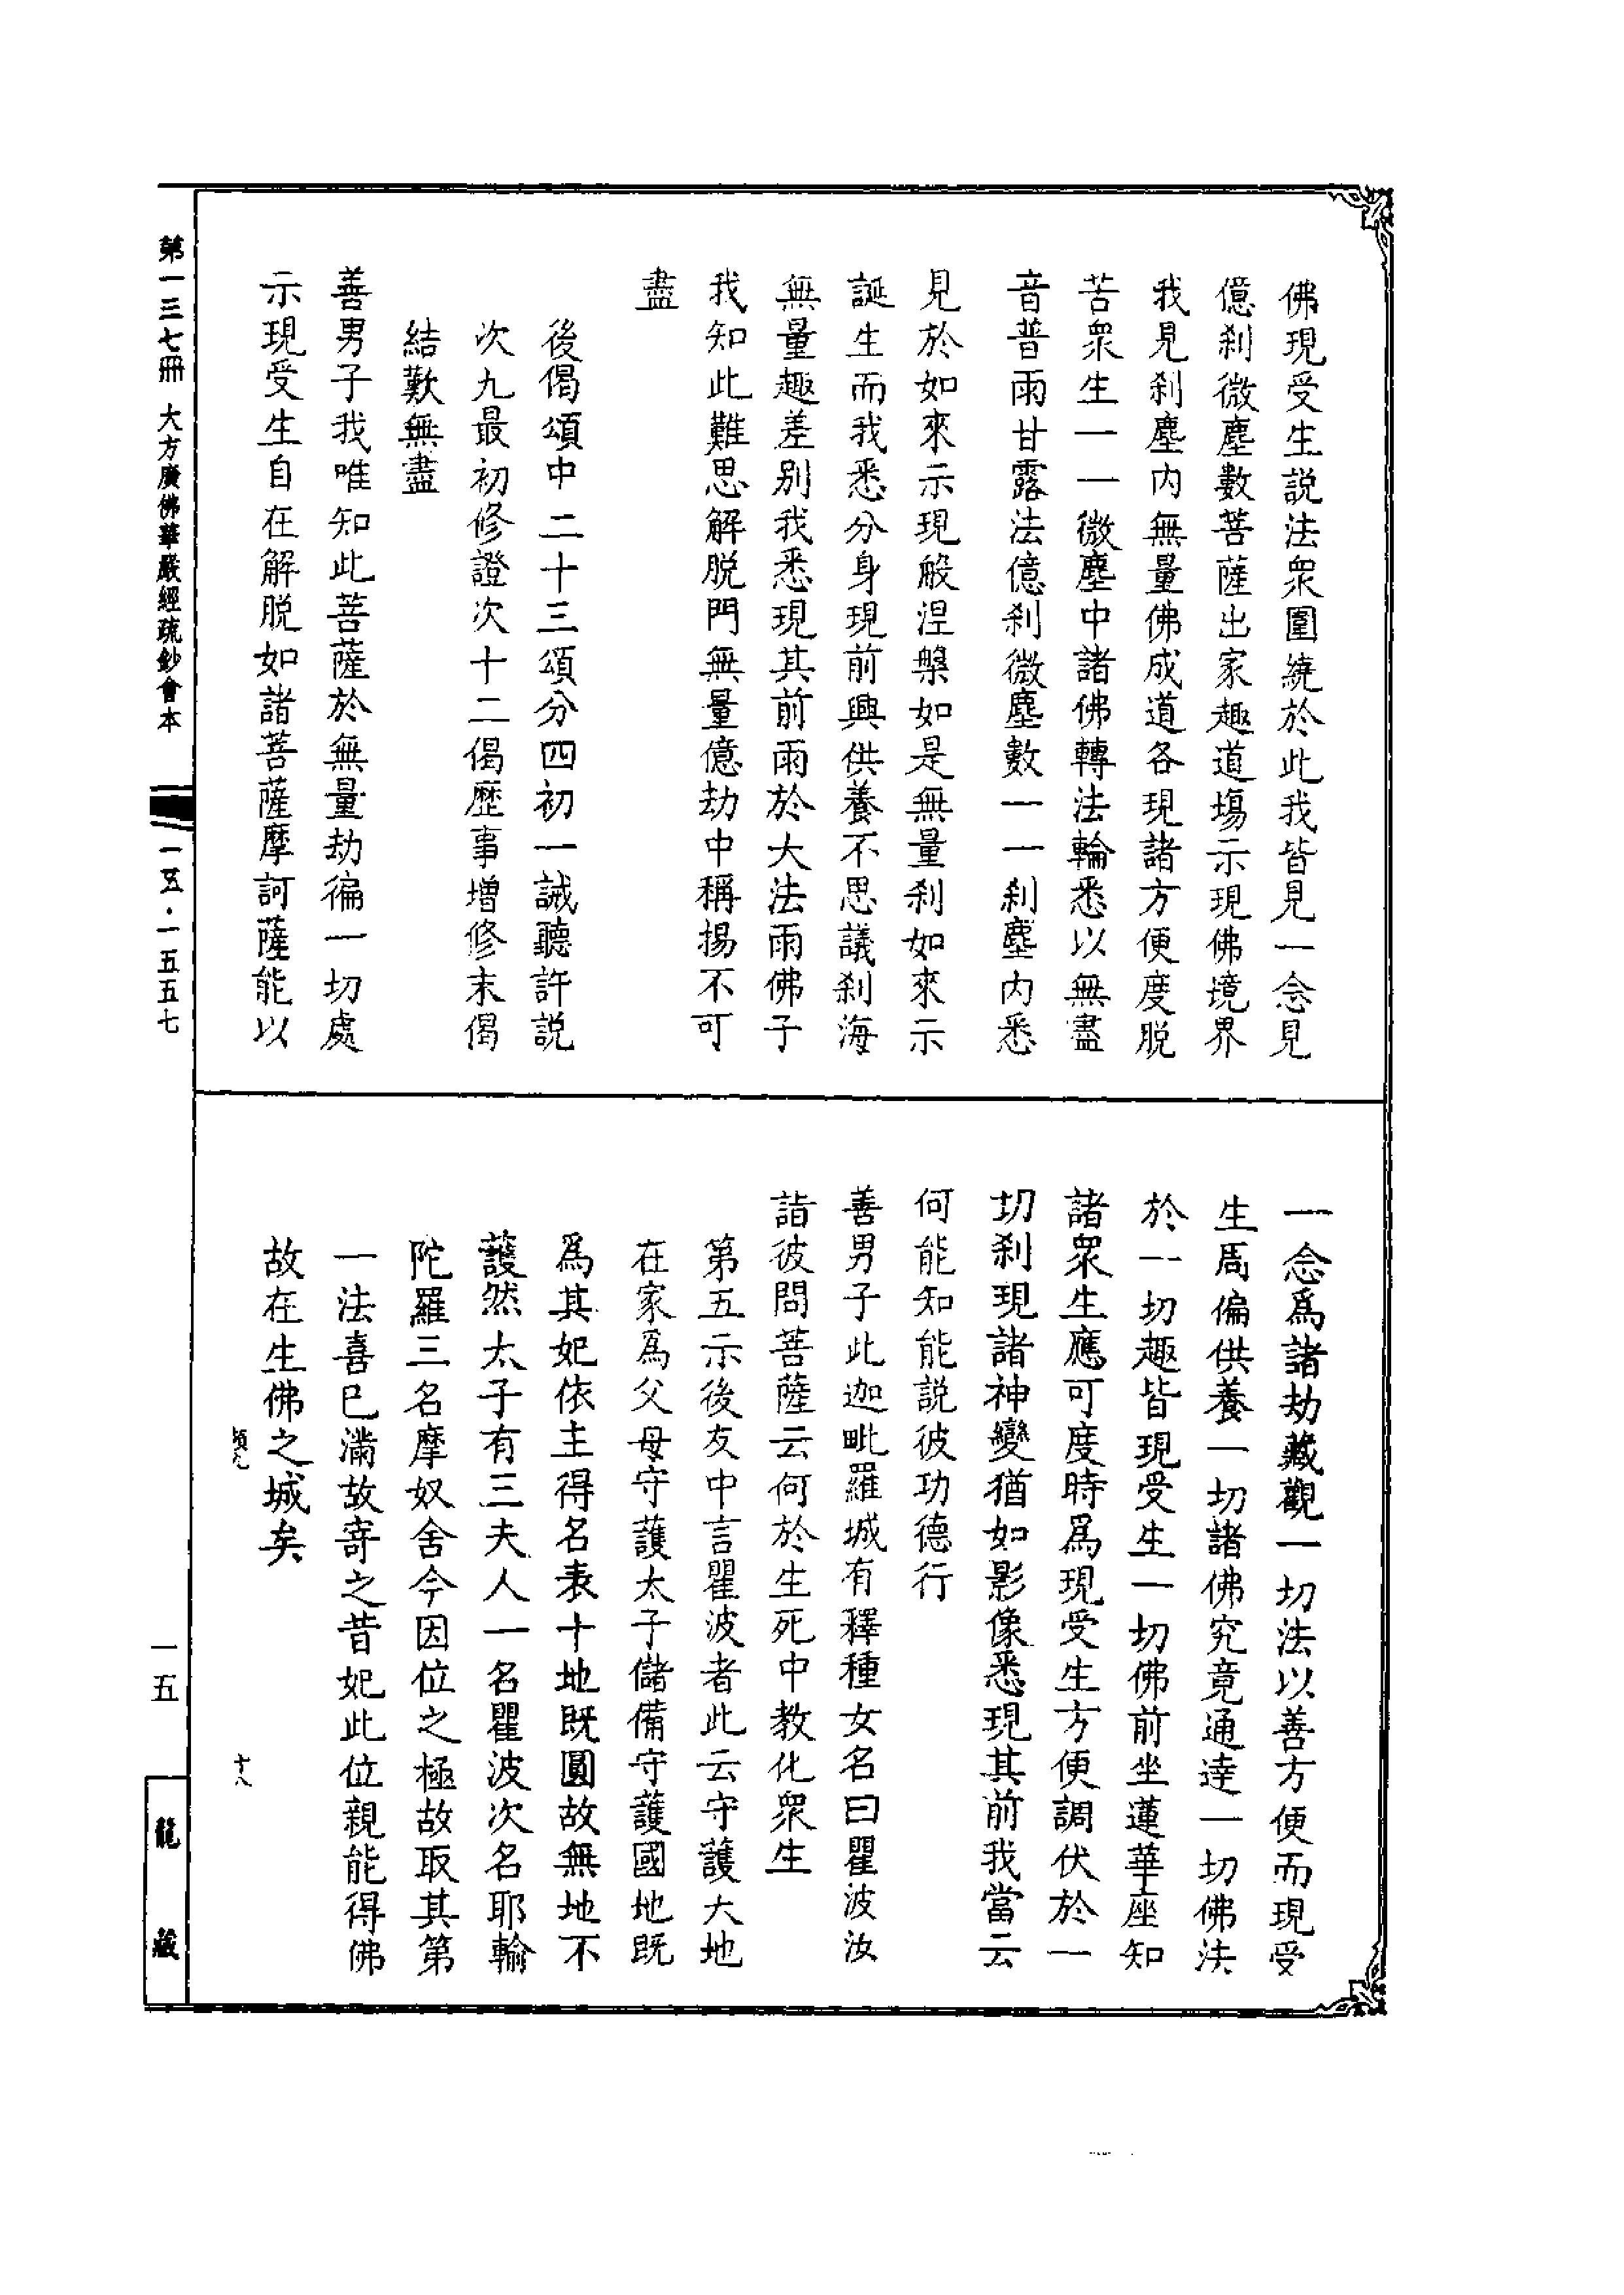 佛現受生説法衆圍繞於此我皆見一念見
億刹微塵數菩薩出家趣道場示現佛境界
我見刹塵内無量佛成道各現諸方便度脱
苦衆生一一微塵中諸佛轉法輪悉以無盡
音普雨甘露法億刹微塵數一一刹塵内悉
見於如來示現般涅槃如是無量刹如來示
誕生而我悉分身現前興供養不思議刹海
無量趣差别我悉現其前雨於大法雨佛子
我知此難思解脱門無量億劫中稱揚不可
盡
後偈頌中二十三頌分四初一誡聽許説
次九最初修證次十二偈歷事增修末偈
結歎無盡
善男子我唯知此菩薩於無量劫徧一切處
示現受生自在解脱如諸菩薩摩訶薩能以
一念爲諸劫藏觀一切法以善方便而現受
生周偏供養一切諸佛究竟通達一切佛法
於一切趣皆現受生一切佛前坐蓮華座知
諸衆生應可度時爲現受生方便調伏於一
切刹現諸神變猶如影像悉現其前我當云
何能知能説彼功德行
善男子此迦毗羅城有釋種女名曰瞿波汝
詣彼問菩薩云何於生死中教化衆生
第五示後友中言瞿波者此云守護大地
在家爲父母守護太子儲備守護國地既
爲其妃依主得名表十地既圓故無地不
護然太子有三夫人一名瞿波次名耶輸
陀羅三名摩奴舍今因位之極故取其第
一法喜巳滿故寄之昔妃此位親能得佛
故在生佛之城矣
十八
第一三七册 大方廣佛華嚴經疏鈔會本
一五·一五五七
一五
龍藏